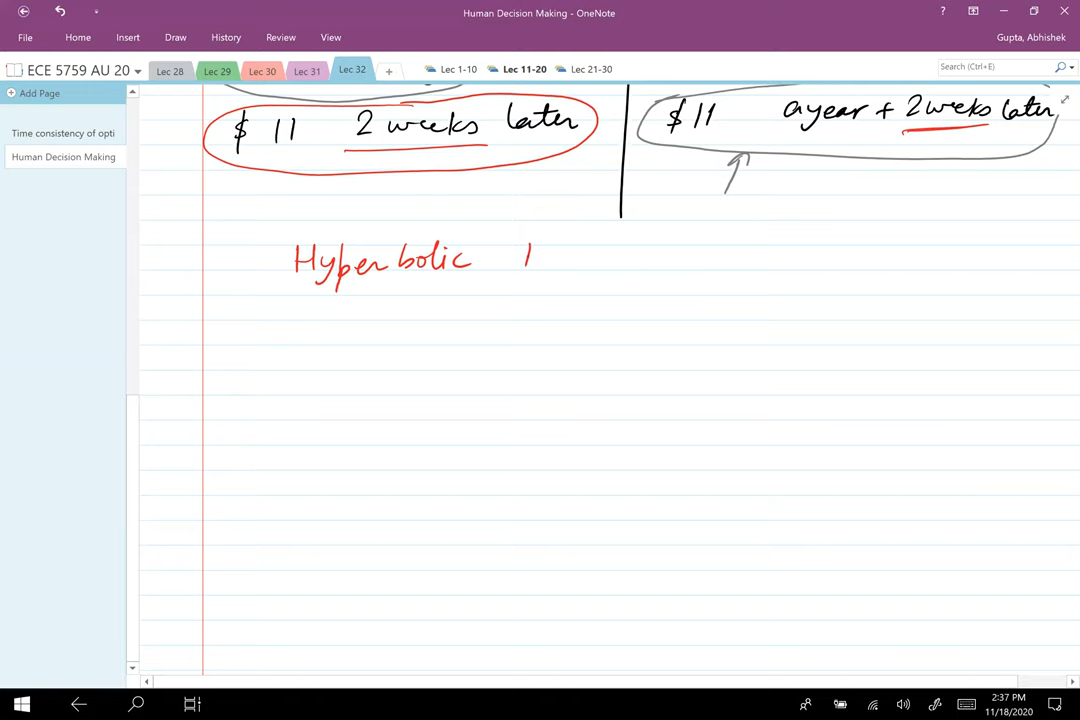 Human Decision Making - OneNote
?
File
Home
Insert
Draw
History
Review
View
Gupta, Abhishek
ECE 5759 AU 20
Lec 28
Lec 29
Lec 30
Lec 31
Lec 32
+
Lec 1-10
Lec 11-20
Lec 21-30
Search (Ctrl+E)
Add Page
Time consistency of opti
Human Decision Making
$ 11 2 weeks later
$ 11 a year + 2 weeks later
Hyperbolic
2:37 PM
11/18/2020